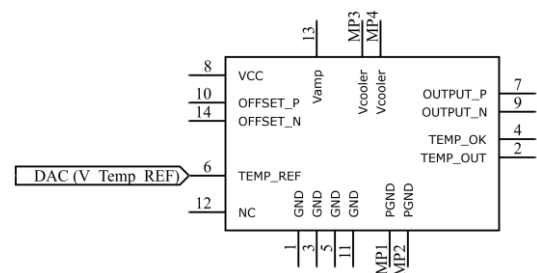 13
MP3
MP4
8
VCC
Vamp
Vcooler
Vcooler
OUTPUT_P
7
10
OFFSET_P
OUTPUT_N
9
14
OFFSET_N
TEMP_OK
4
TEMP_OUT
2
DAC (V_Temp_REF)
6
TEMP_REF
12
NC
GND
GND
GND
GND
PGND
PGND
1
3
5
11
MP1
MP2